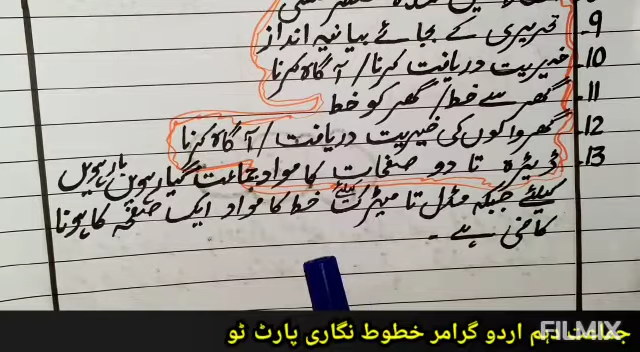 9- تحریری کے بجائے بیانیہ انداز
10- خیریت دریافت کرنا/آگاہ کرنا
11- گھر سے خط/گھر کو خط
12- گھر والوں کی خیریت دریافت/آگاہ کرنا
13- ڈیڑھ تا دو صفحات کا مواد جماعت گیارہویں بارہویں
کیلئے جبکہ مڈل تا میٹرک کیلئے خط کا مواد ایک صفحہ کا ہونا
کافی ہے۔
جماعت دہم اردو گرامر خطوط نگاری پارٹ ٹو
FILMIX